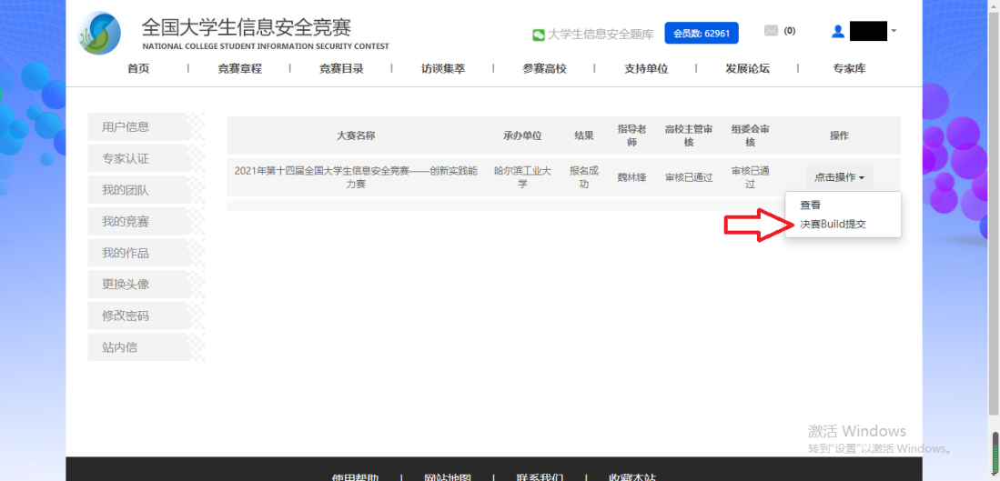 全国大学生信息安全竞赛
NATIONAL COLLEGE STUDENT INFORMATION SECURITY CONTEST
大学生信息安全题库
会员数: 62961
(0)
首页 | 竞赛章程 | 竞赛目录 | 访谈集萃 | 参赛高校 | 支持单位 | 发展论坛 | 专家库
用户信息
专家认证
我的团队
我的竞赛
我的作品
更换头像
修改密码
站内信
大赛名称
承办单位
结果
指导老
师
高校主管审
核
组委会审
核
操作
2021年第十四届全国大学生信息安全竞赛——创新实践能
力赛
哈尔滨工业大
学
报名成
功
魏林锋
审核已通过
审核已通
过
点击操作
查看
决赛Build提交
激活 Windows
转到"设置"以激活 Windows。
使用帮助 | 网站地图 | 联系我们 | 收藏本站